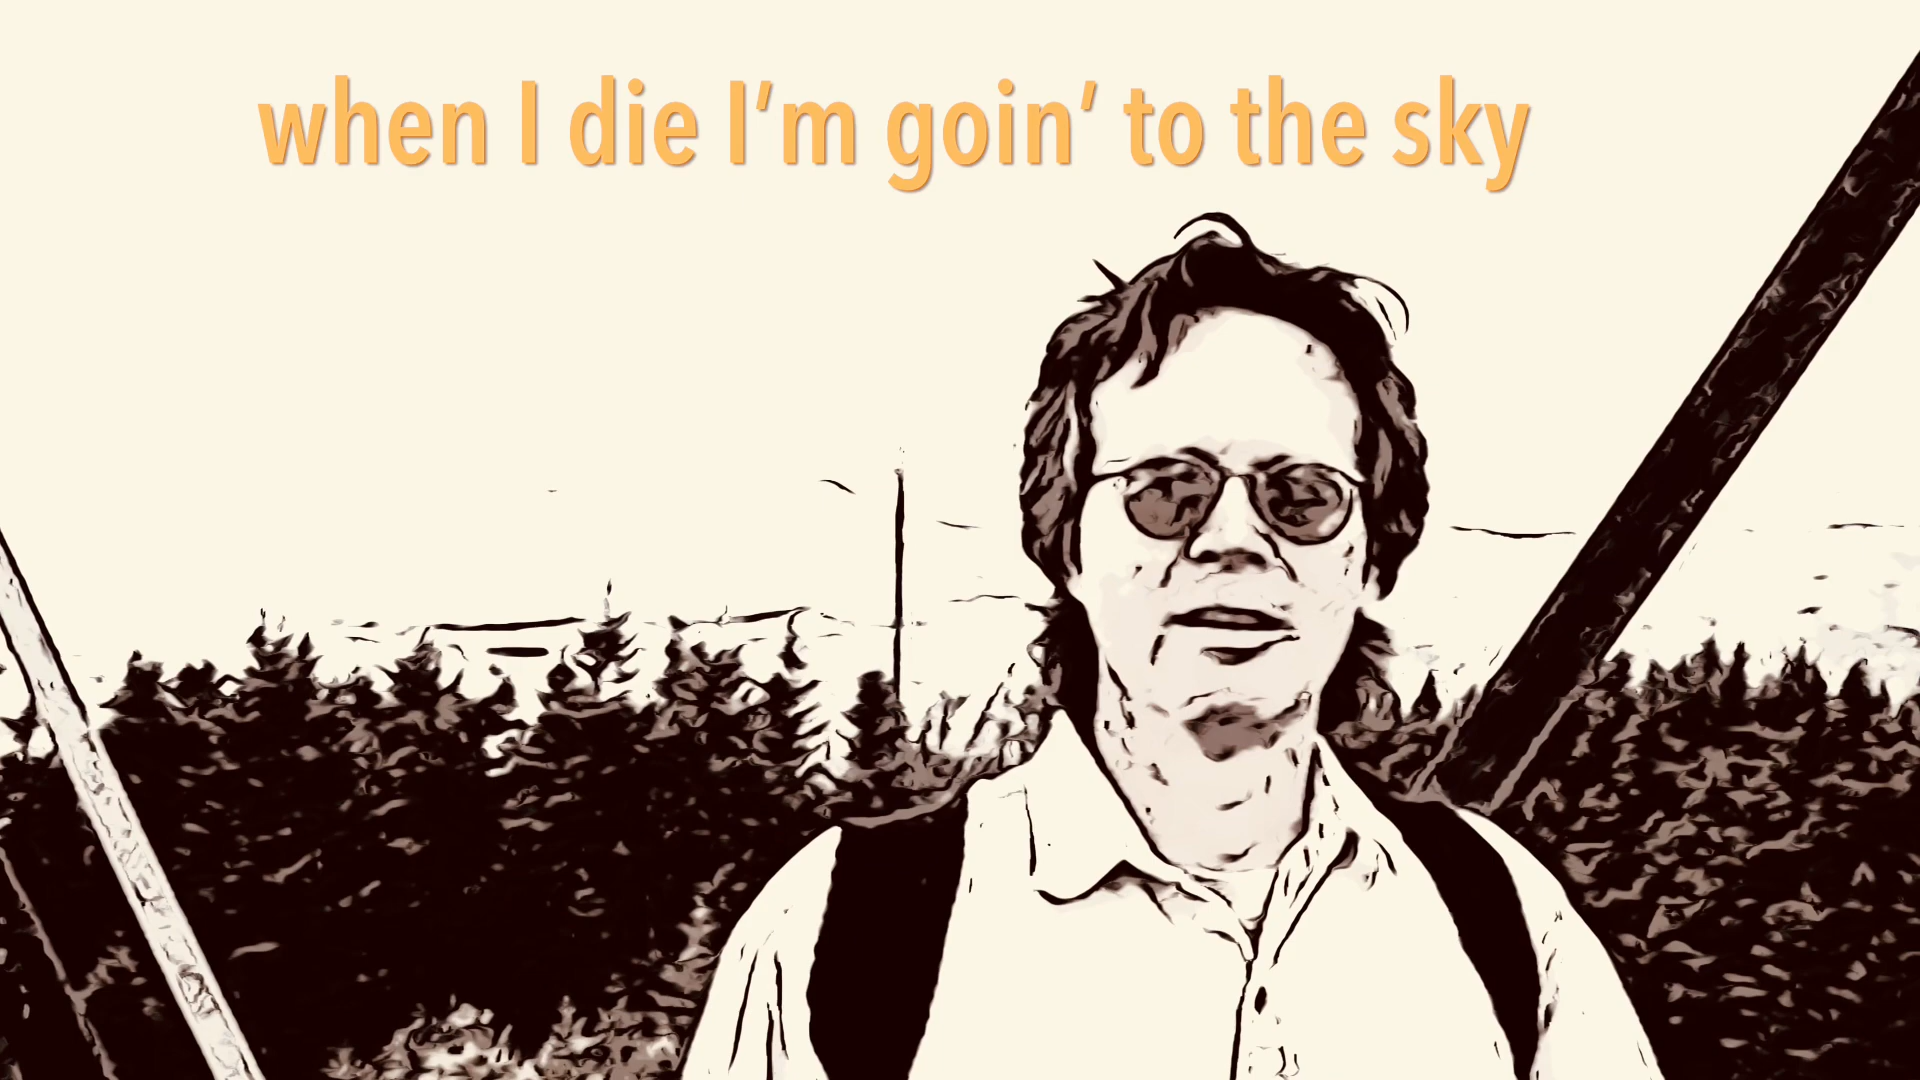 when I die I’m goin’ to the sky